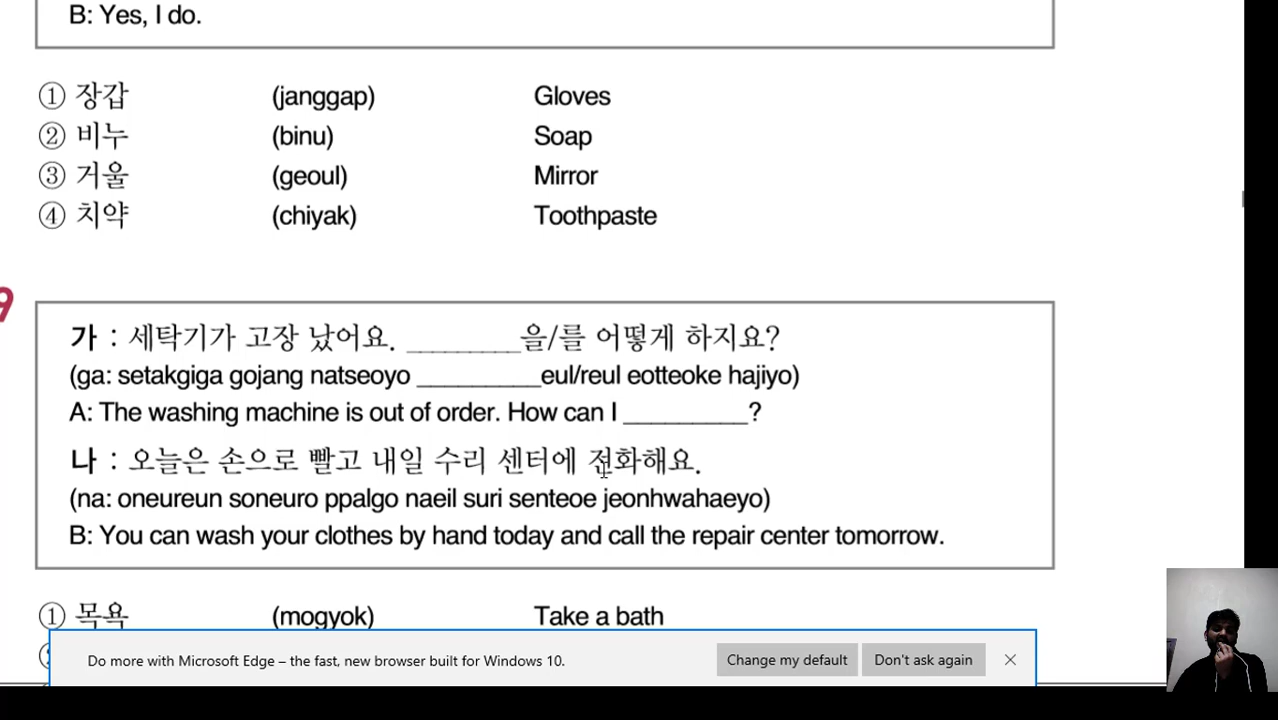 B: Yes, I do.
① 장갑 (janggap) Gloves
② 비누 (binu) Soap
③ 거울 (geoul) Mirror
④ 치약 (chiyak) Toothpaste
9
가 : 세탁기가 고장 났어요. ________을/를 어떻게 하지요?
(ga: setakgiga gojang natseoyo _________eul/reul eotteoke hajiyo)
A: The washing machine is out of order. How can I _________?
나 : 오늘은 손으로 빨고 내일 수리 센터에 전화해요.
(na: oneureun soneuro ppalgo naeil suri senteoe jeonhwahaeyo)
B: You can wash your clothes by hand today and call the repair center tomorrow.
① 목욕 (mogyok) Take a bath
Do more with Microsoft Edge – the fast, new browser built for Windows 10. Change my default Don't ask again